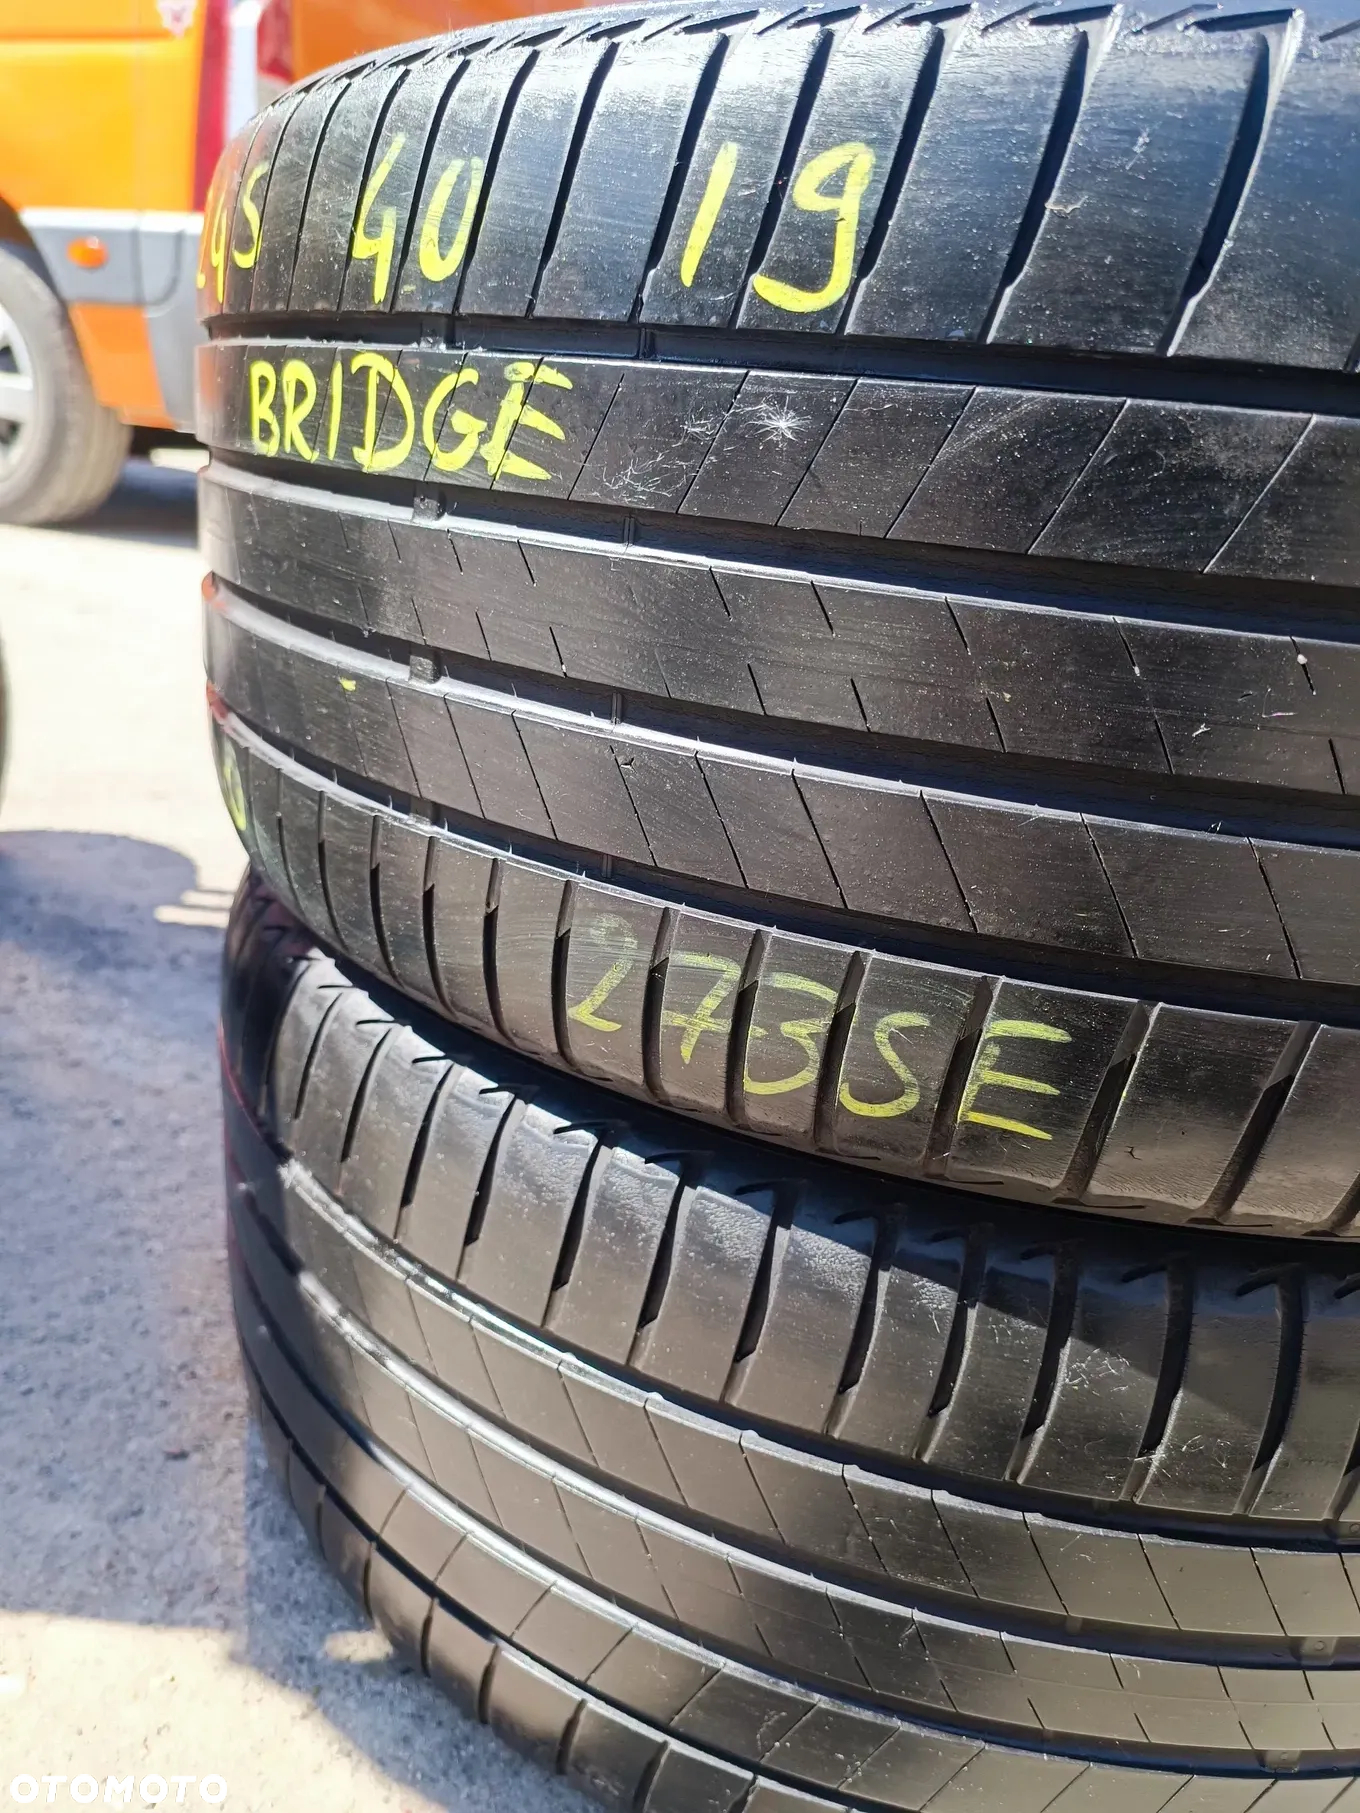 245 40 19
BRIDGE
273SE
OTOMOTO